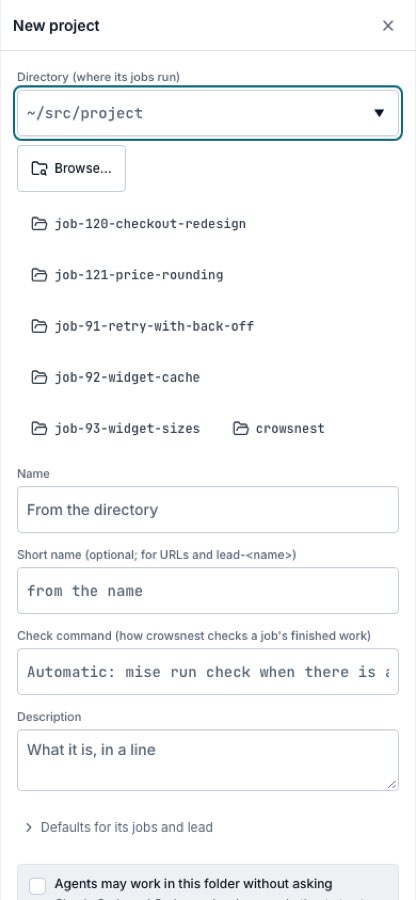 New project
Directory (where its jobs run)
~/src/project
Browse...
job-120-checkout-redesign
job-121-price-rounding
job-91-retry-with-back-off
job-92-widget-cache
job-93-widget-sizes crowsnest
Name
From the directory
Short name (optional; for URLs and lead-<name>)
from the name
Check command (how crowsnest checks a job's finished work)
Automatic: mise run check when there is a
Description
What it is, in a line
Defaults for its jobs and lead
Agents may work in this folder without asking